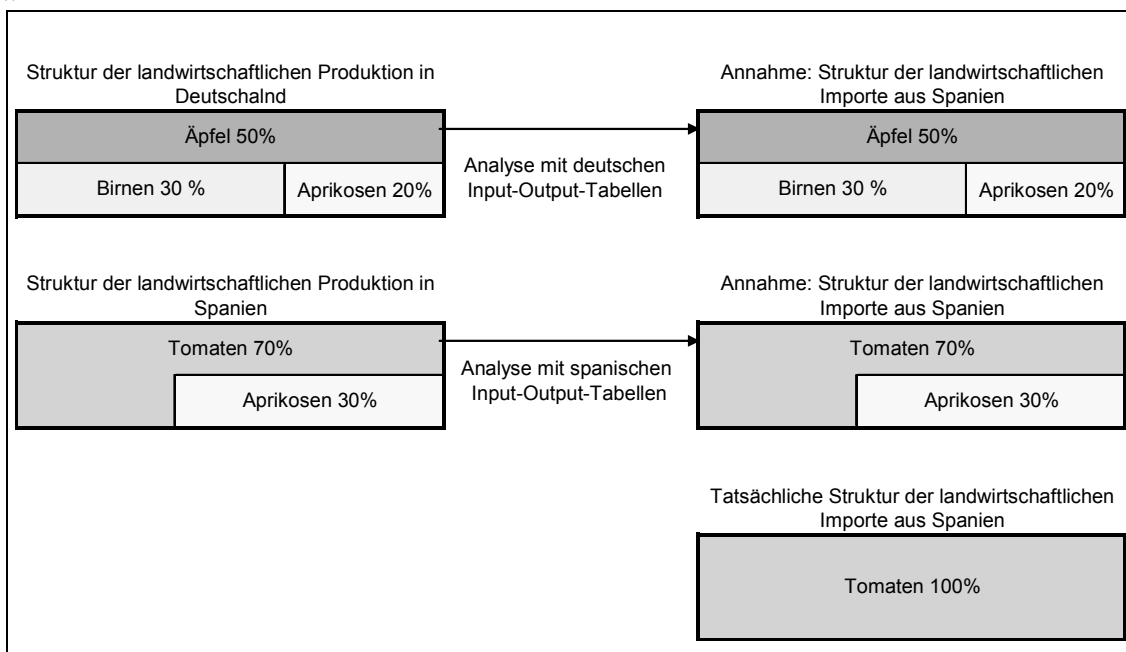 Struktur der landwirtschaftlichen Produktion in
Deutschalnd
Äpfel 50%
Birnen 30 %
Aprikosen 20%
Analyse mit deutschen
Input-Output-Tabellen
Annahme: Struktur der landwirtschaftlichen
Importe aus Spanien
Äpfel 50%
Birnen 30 %
Aprikosen 20%
Struktur der landwirtschaftlichen Produktion in
Spanien
Tomaten 70%
Aprikosen 30%
Analyse mit spanischen
Input-Output-Tabellen
Annahme: Struktur der landwirtschaftlichen
Importe aus Spanien
Tomaten 70%
Aprikosen 30%
Tatsächliche Struktur der landwirtschaftlichen
Importe aus Spanien
Tomaten 100%